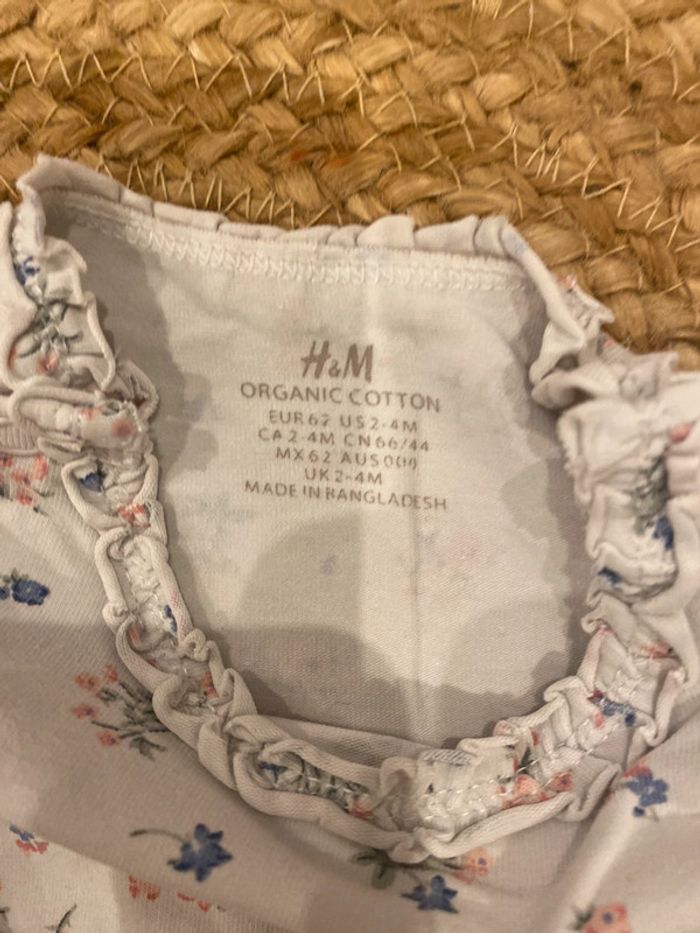 H&M
ORGANIC COTTON
EUR 62 US 2-4M
CA 2-4M CN 66/44
MX 62 AUS 000
UK 2-4M
MADE IN BANGLADESH